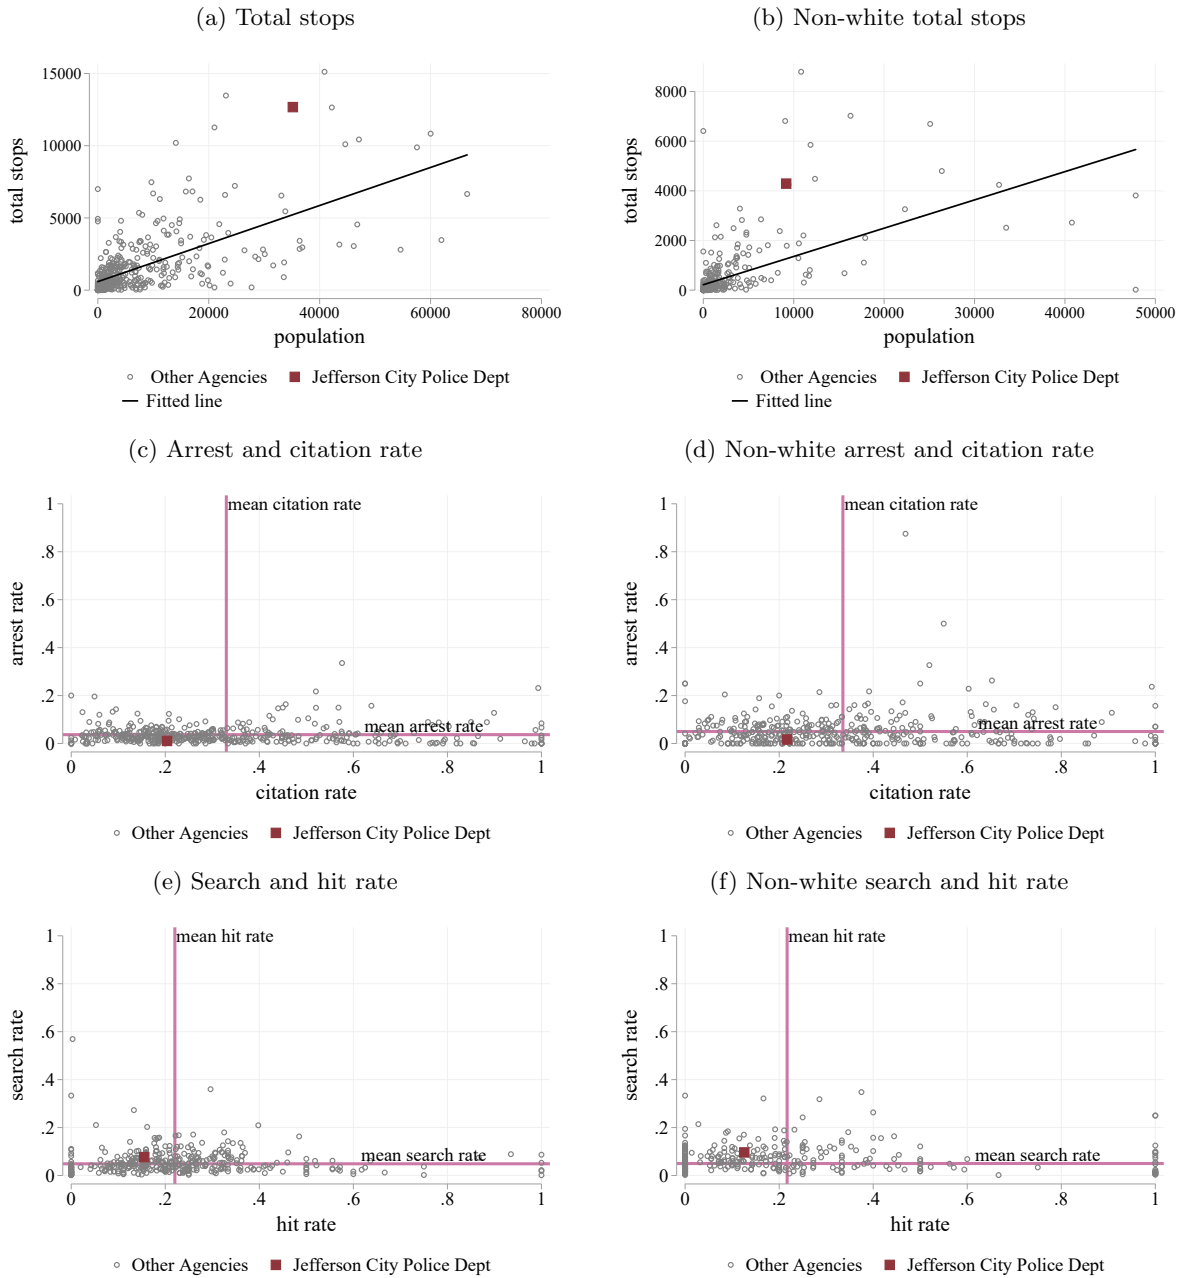 (a) Total stops
15000
10000
5000
0
total stops
0 20000 40000 60000 80000
population
Other Agencies Jefferson City Police Dept
Fitted line
(b) Non-white total stops
8000
6000
4000
2000
0
total stops
0 10000 20000 30000 40000 50000
population
Other Agencies Jefferson City Police Dept
Fitted line
(c) Arrest and citation rate
mean citation rate
1
.8
.6
.4
.2
0
arrest rate
mean arrest rate
0 .2 .4 .6 .8 1
citation rate
Other Agencies Jefferson City Police Dept
(d) Non-white arrest and citation rate
mean citation rate
1
.8
.6
.4
.2
0
arrest rate
mean arrest rate
0 .2 .4 .6 .8 1
citation rate
Other Agencies Jefferson City Police Dept
(e) Search and hit rate
mean hit rate
1
.8
.6
.4
.2
0
search rate
mean search rate
0 .2 .4 .6 .8 1
hit rate
Other Agencies Jefferson City Police Dept
(f) Non-white search and hit rate
mean hit rate
1
.8
.6
.4
.2
0
search rate
mean search rate
0 .2 .4 .6 .8 1
hit rate
Other Agencies Jefferson City Police Dept